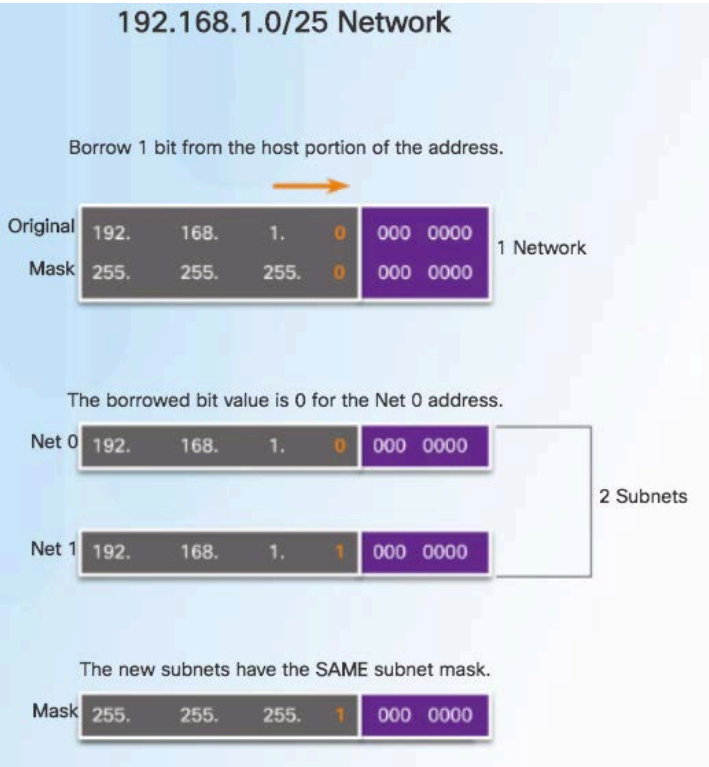 192.168.1.0/25 Network
Borrow 1 bit from the host portion of the address.
Original 192. 168. 1. 0 000 0000
Mask 255. 255. 255. 0 000 0000
1 Network
The borrowed bit value is 0 for the Net 0 address.
Net 0 192. 168. 1. 0 000 0000
2 Subnets
Net 1 192. 168. 1. 1 000 0000
The new subnets have the SAME subnet mask.
Mask 255. 255. 255. 1 000 0000